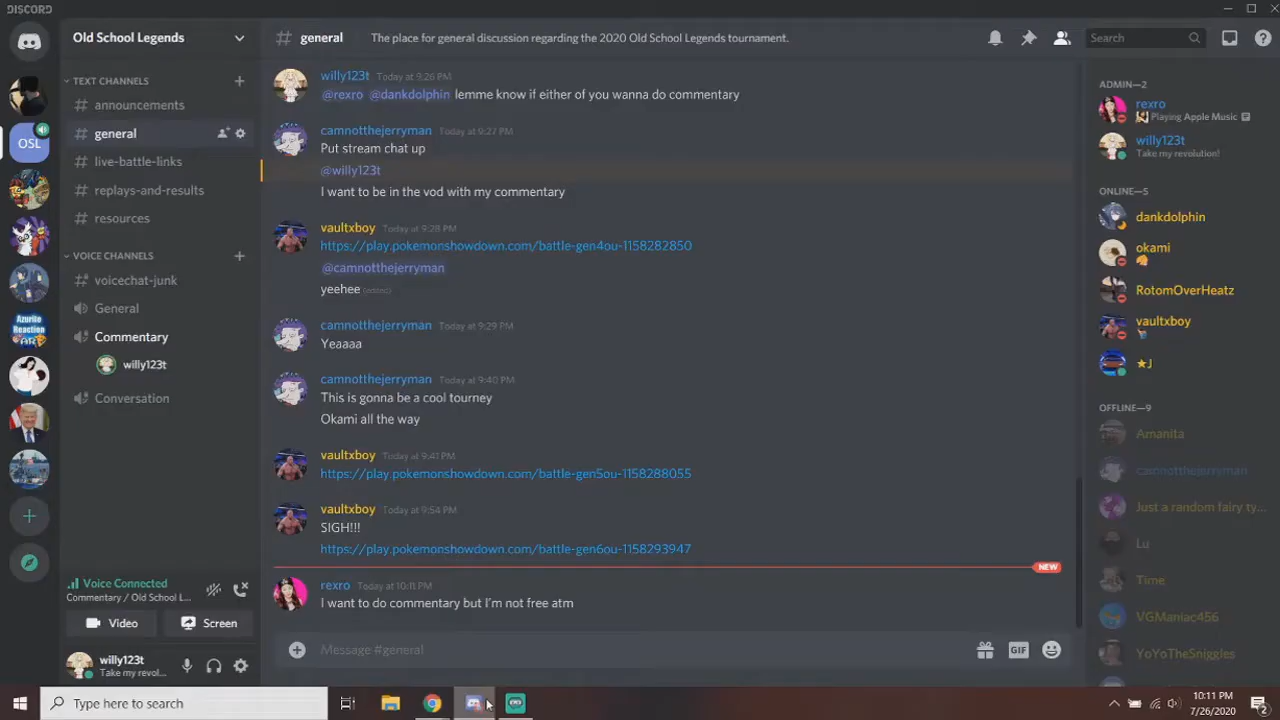 DISCORD
Old School Legends
# general
The place for general discussion regarding the 2020 Old School Legends tournament.
Search
OSL
Azurilo
Reaction
TEXT CHANNELS
# announcements
# general
# live-battle-links
# replays-and-results
# resources
VOICE CHANNELS
# voicechat-junk
General
Commentary
willy123t
Conversation
Voice Connected
Commentary / Old School L...
Video
Screen
willy123t
Take my revol...
willy123t Today at 9:26 PM
@rexro @dankdolphin lemme know if either of you wanna do commentary
camnotthejerryman Today at 9:27 PM
Put stream chat up
@willy123t
I want to be in the vod with my commentary
vaultxboy Today at 9:28 PM
https://play.pokemonshowdown.com/battle-gen4ou-1158282850
@camnotthejerryman
yeehee (edited)
camnotthejerryman Today at 9:29 PM
Yeaaaa
camnotthejerryman Today at 9:40 PM
This is gonna be a cool tourney
Okami all the way
vaultxboy Today at 9:41 PM
https://play.pokemonshowdown.com/battle-gen5ou-1158288055
vaultxboy Today at 9:54 PM
SIGH!!!
https://play.pokemonshowdown.com/battle-gen6ou-1158293947
NEW
rexro Today at 10:11 PM
I want to do commentary but I'm not free atm
Message #general
GIF
ADMIN—2
rexro
Playing Apple Music
willy123t
Take my revolution!
ONLINE—5
dankdolphin
okami
RotomOverHeatz
vaultxboy
★J
OFFLINE—9
Amanita
camnotthejerryman
Just a random fairy ty...
Lu
Time
VGManiac456
YoYoTheSniggles
Type here to search
10:11 PM
7/26/2020
2